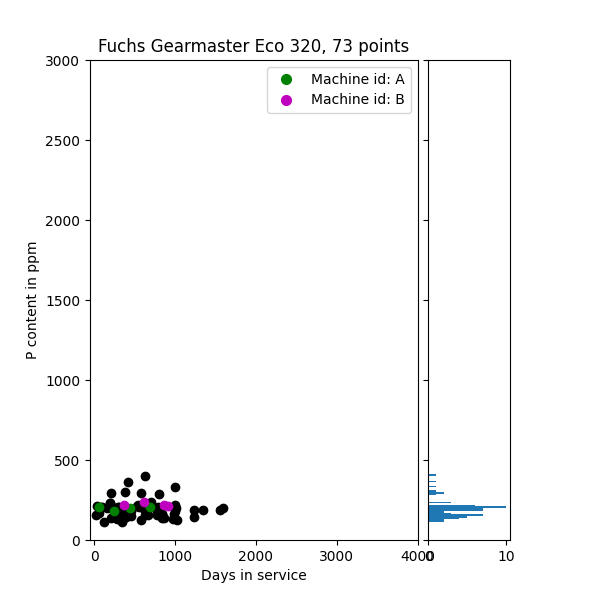 Fuchs Gearmaster Eco 320, 73 points
Machine id: A
Machine id: B
P content in ppm
3000
2500
2000
1500
1000
500
0
0 1000 2000 3000 4000
0 10
Days in service